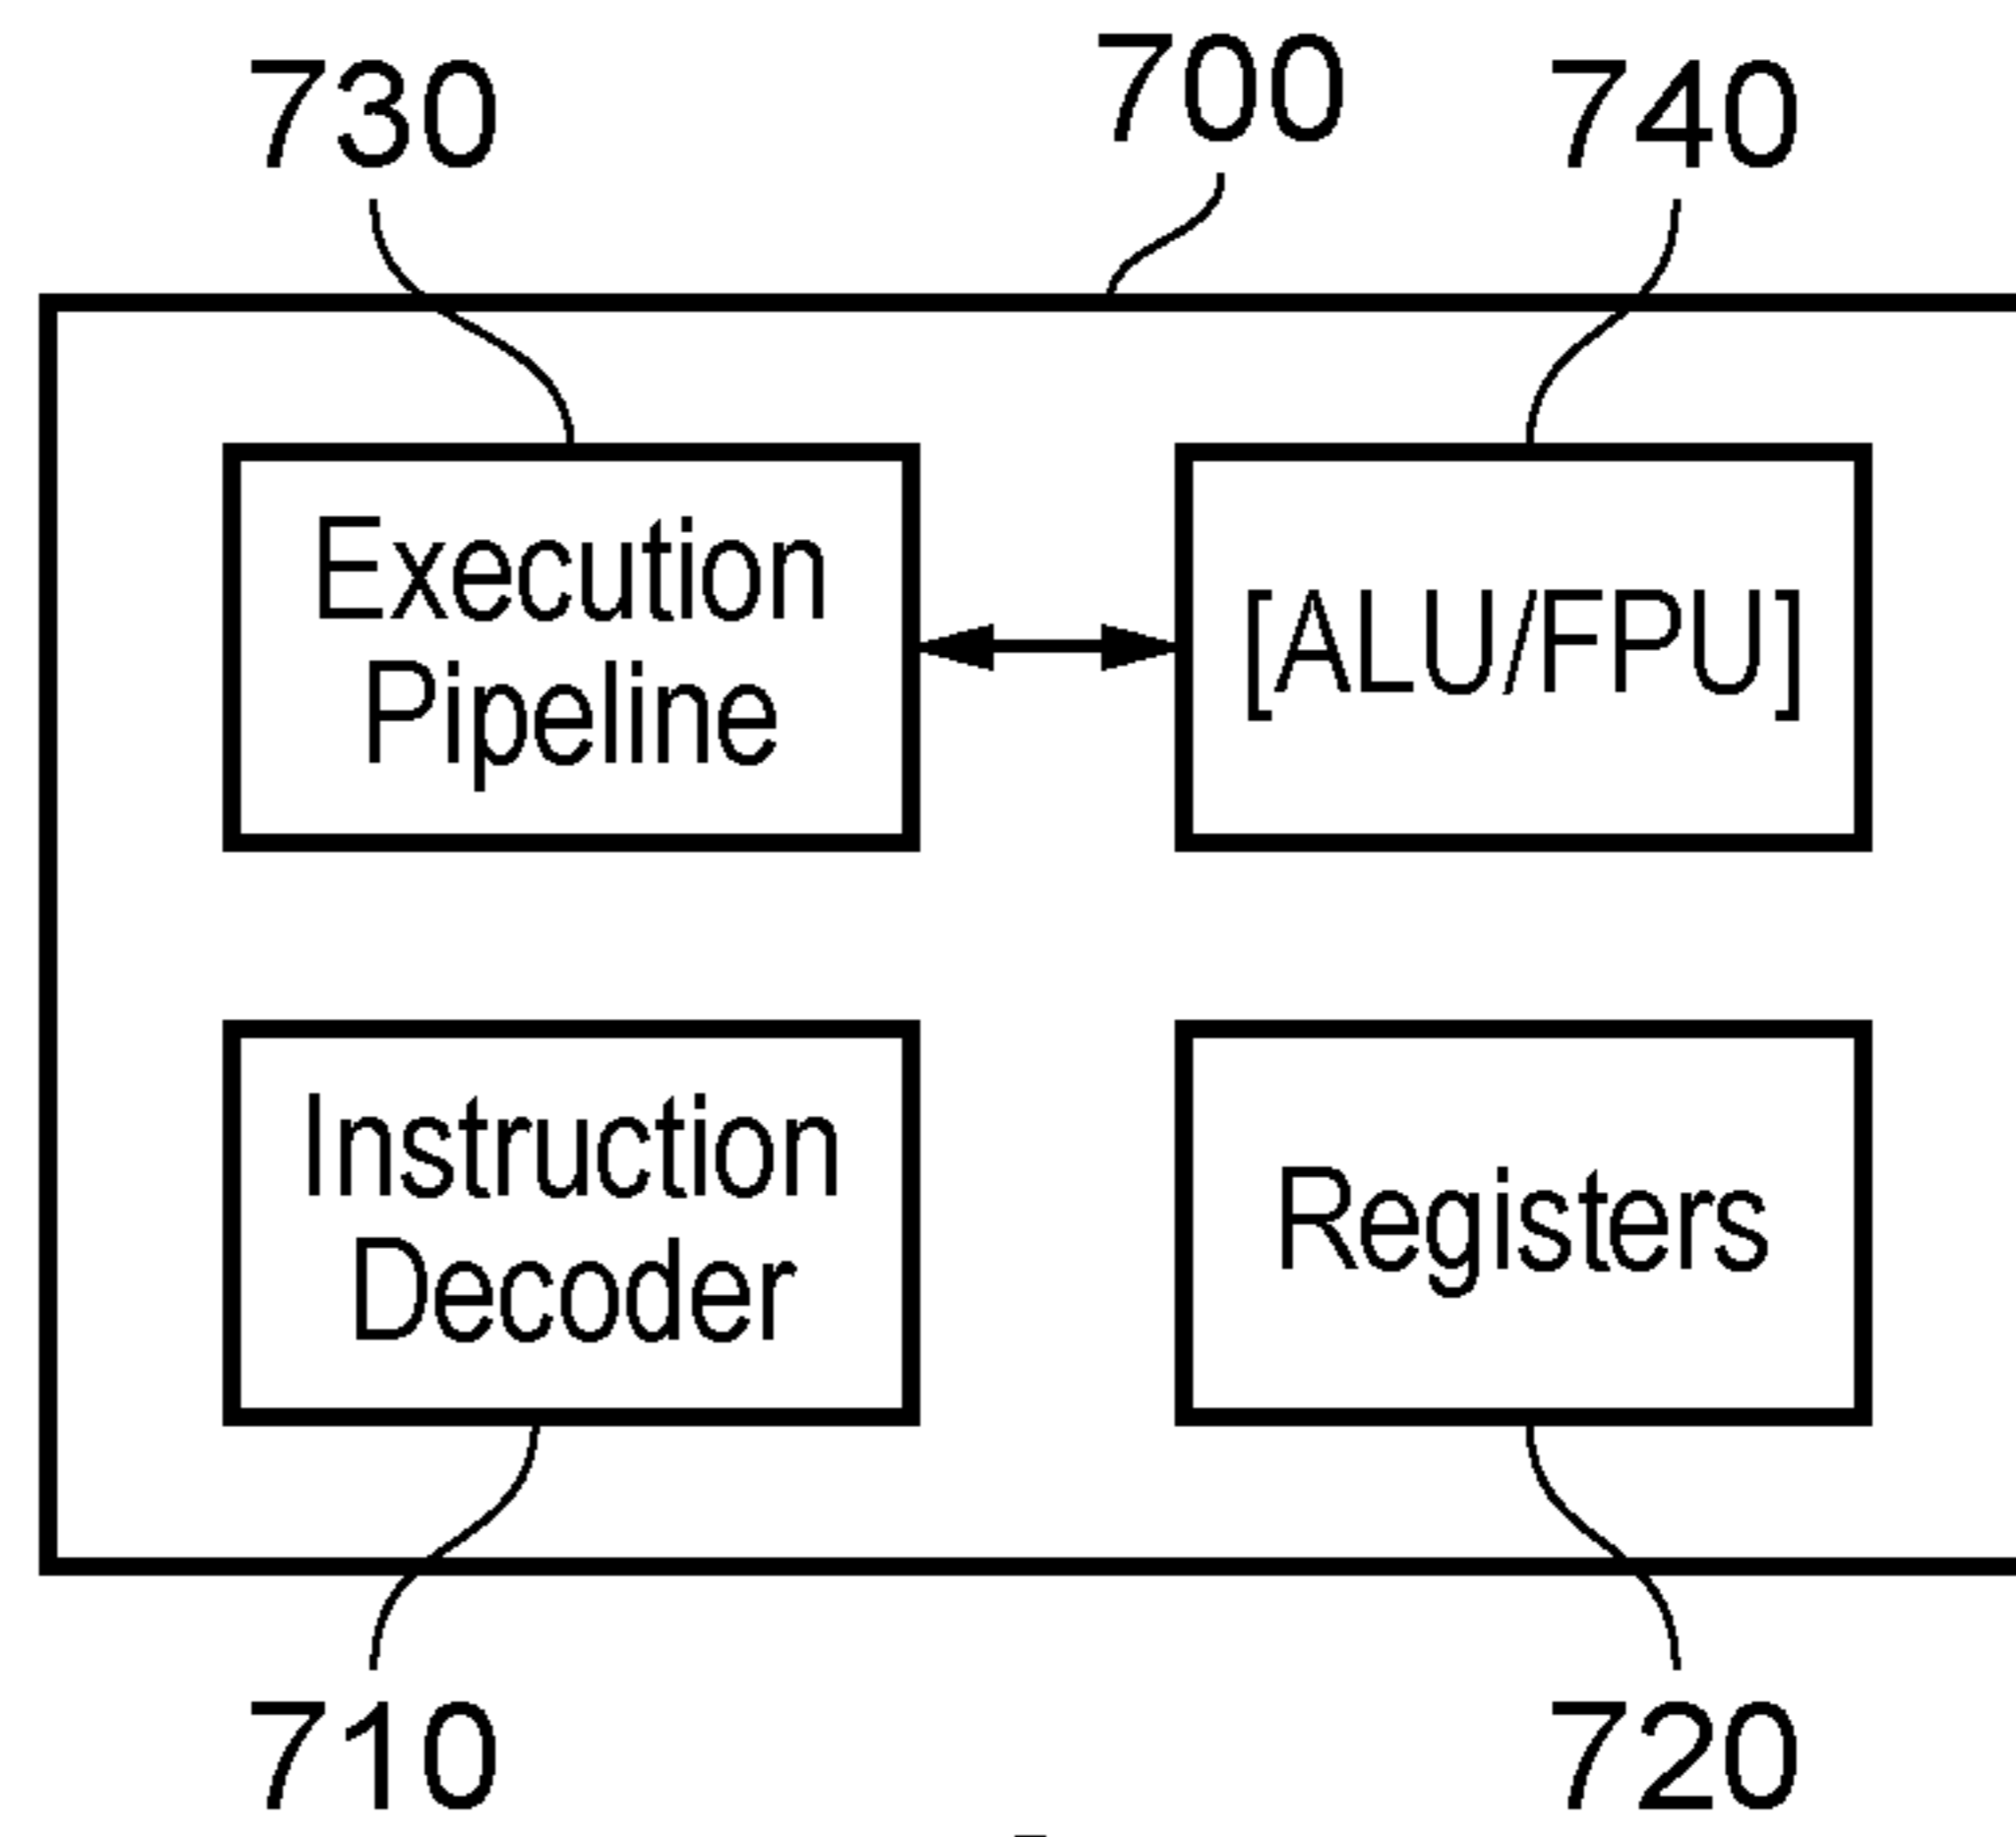 730 700 740
Execution
Pipeline
[ALU/FPU]
Instruction
Decoder
Registers
710 720